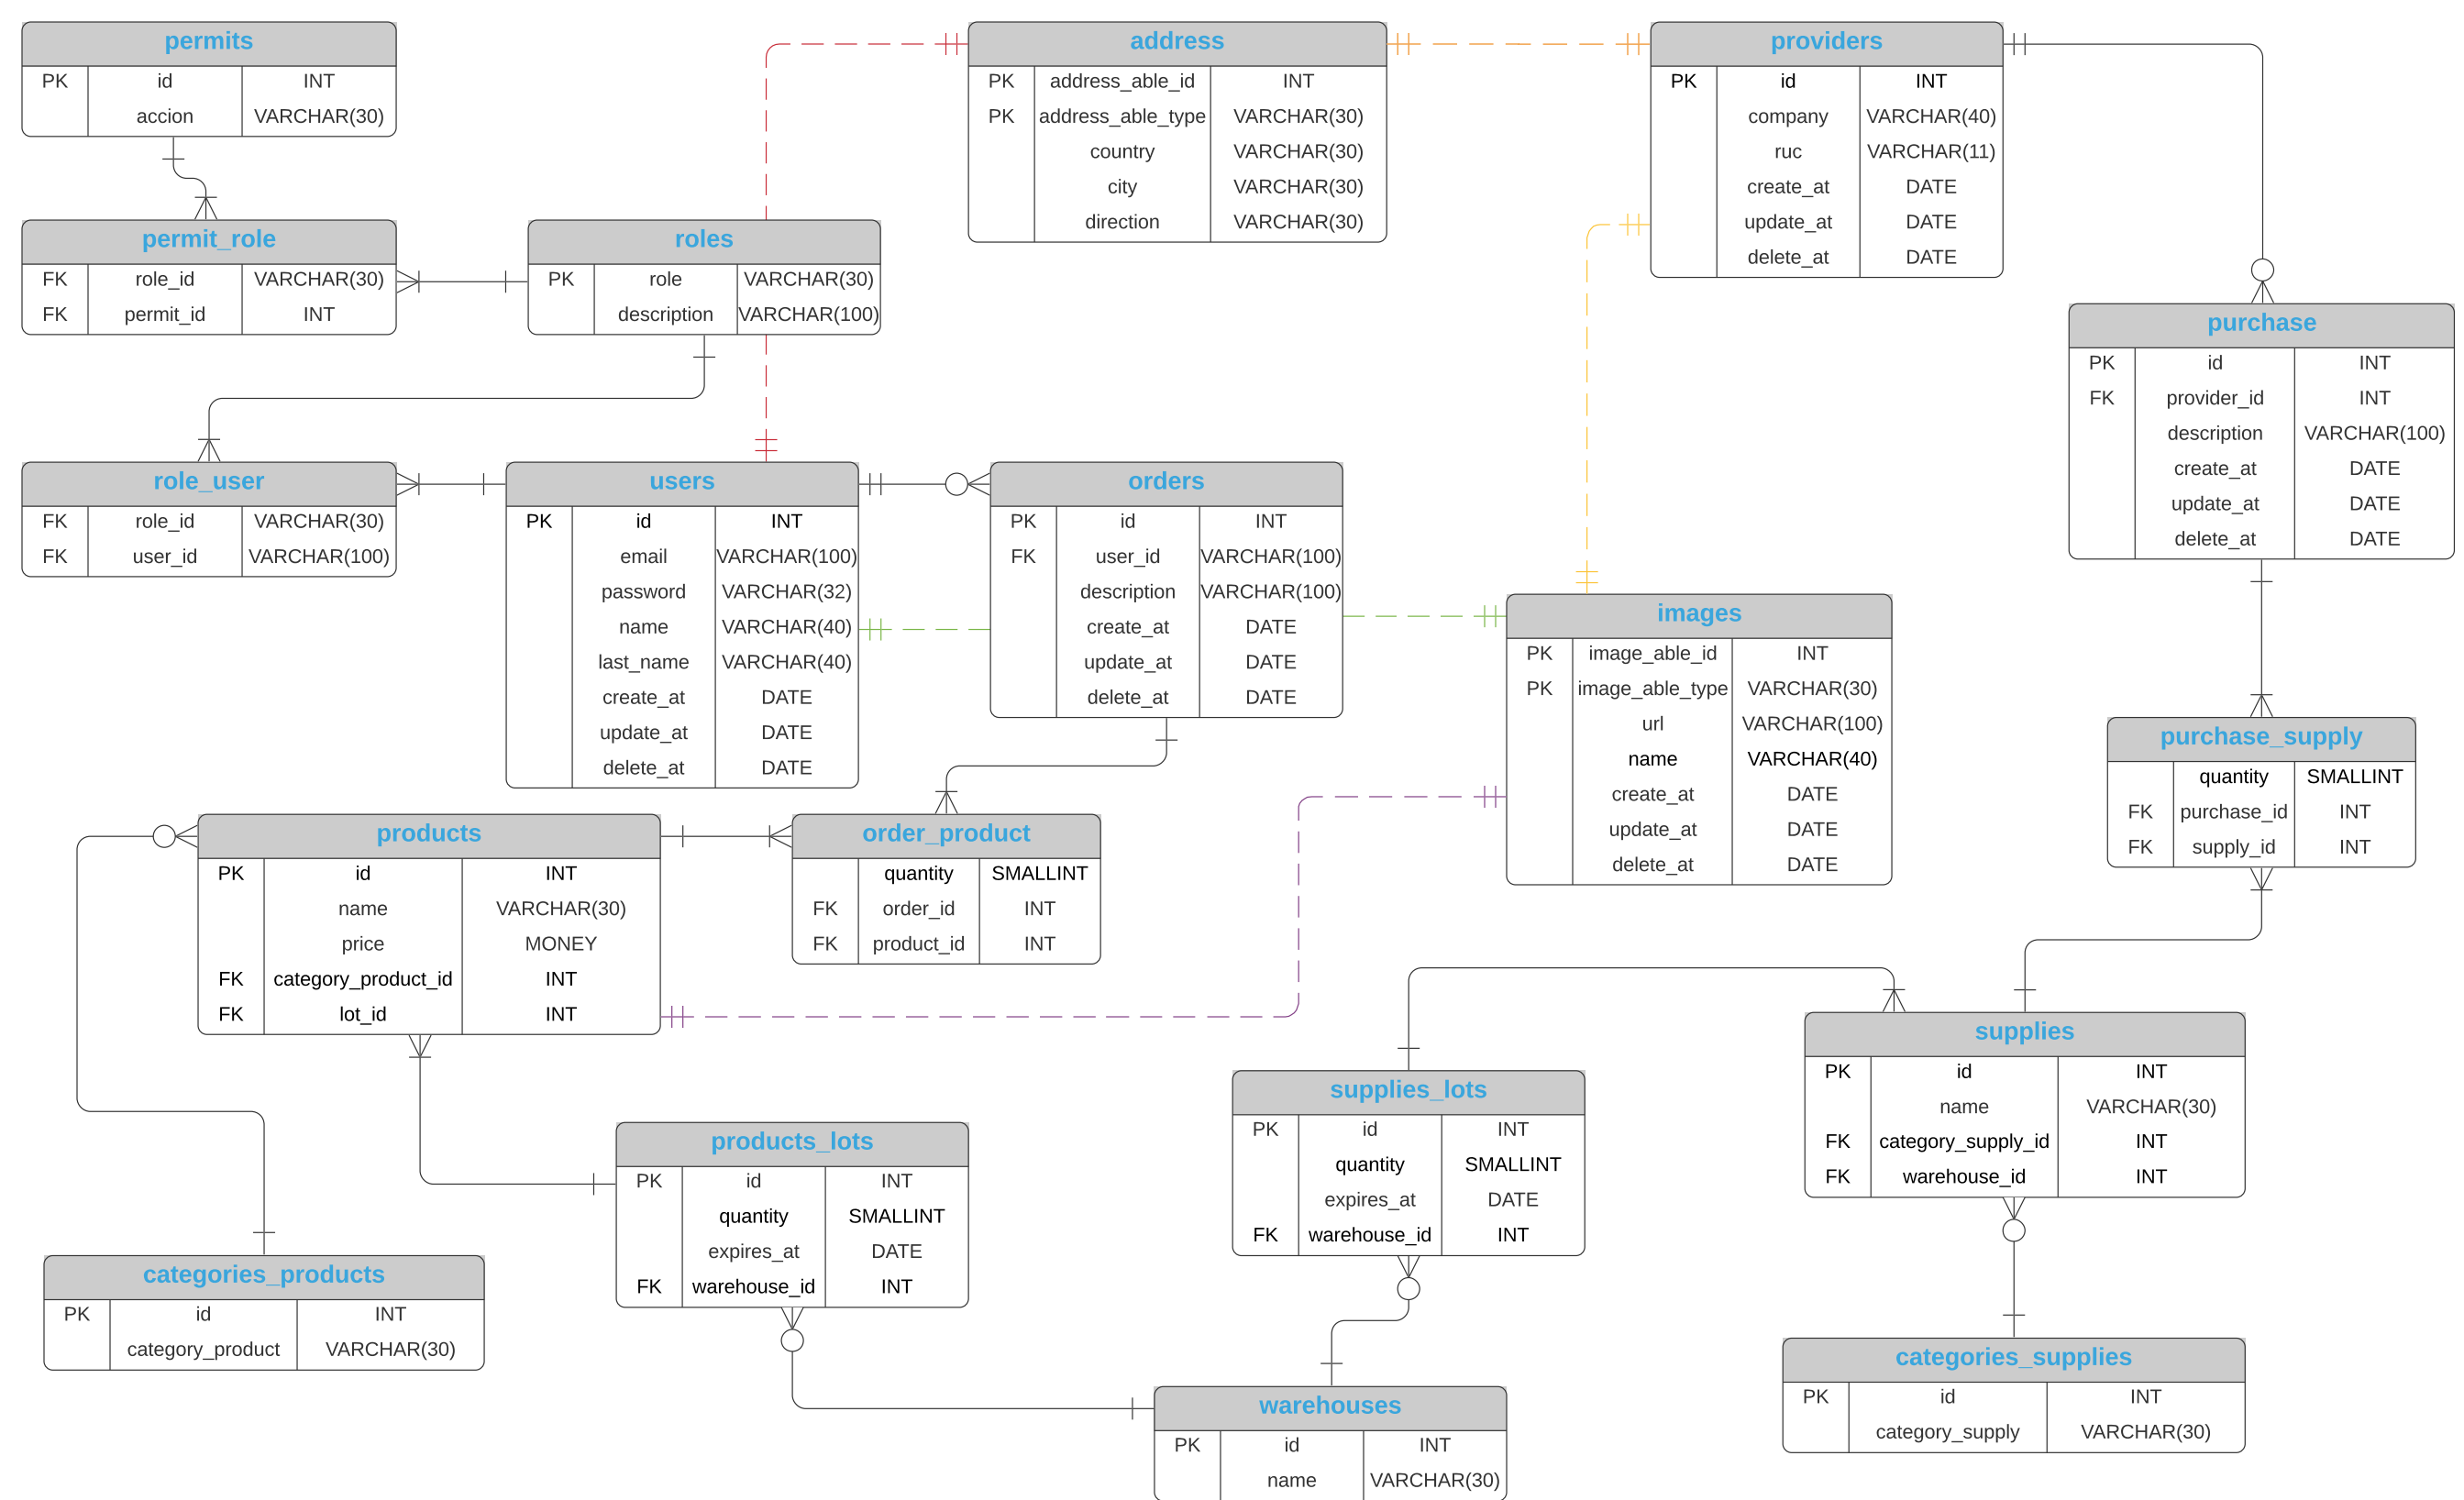 permits
PK id INT
accion VARCHAR(30)
address
PK address_able_id INT
PK address_able_type VARCHAR(30)
country VARCHAR(30)
city VARCHAR(30)
direction VARCHAR(30)
providers
PK id INT
company VARCHAR(40)
ruc VARCHAR(11)
create_at DATE
update_at DATE
delete_at DATE
permit_role
FK role_id VARCHAR(30)
FK permit_id INT
roles
PK role VARCHAR(30)
description VARCHAR(100)
purchase
PK id INT
FK provider_id INT
description VARCHAR(100)
create_at DATE
update_at DATE
delete_at DATE
role_user
FK role_id VARCHAR(30)
FK user_id VARCHAR(100)
users
PK id INT
email VARCHAR(100)
password VARCHAR(32)
name VARCHAR(40)
last_name VARCHAR(40)
create_at DATE
update_at DATE
delete_at DATE
orders
PK id INT
FK user_id VARCHAR(100)
description VARCHAR(100)
create_at DATE
update_at DATE
delete_at DATE
images
PK image_able_id INT
PK image_able_type VARCHAR(30)
url VARCHAR(100)
name VARCHAR(40)
create_at DATE
update_at DATE
delete_at DATE
purchase_supply
quantity SMALLINT
FK purchase_id INT
FK supply_id INT
products
PK id INT
name VARCHAR(30)
price MONEY
FK category_product_id INT
FK lot_id INT
order_product
quantity SMALLINT
FK order_id INT
FK product_id INT
supplies
PK id INT
name VARCHAR(30)
FK category_supply_id INT
FK warehouse_id INT
supplies_lots
PK id INT
quantity SMALLINT
expires_at DATE
FK warehouse_id INT
products_lots
PK id INT
quantity SMALLINT
expires_at DATE
FK warehouse_id INT
categories_products
PK id INT
category_product VARCHAR(30)
categories_supplies
PK id INT
category_supply VARCHAR(30)
warehouses
PK id INT
name VARCHAR(30)